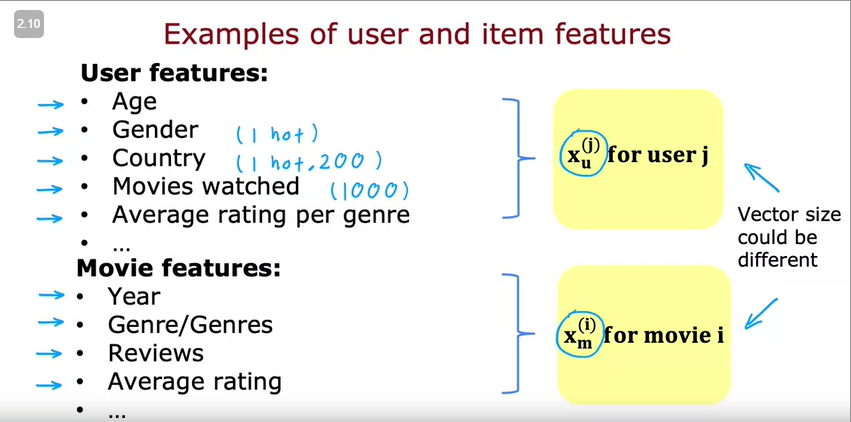 2.10
Examples of user and item features
User features:
• Age
• Gender (1 hot)
• Country (1 hot, 200)
• Movies watched (1000)
• Average rating per genre
• ...
x_u^(j) for user j
Vector size
could be
different
Movie features:
• Year
• Genre/Genres
• Reviews
• Average rating
• ...
x_m^(i) for movie i